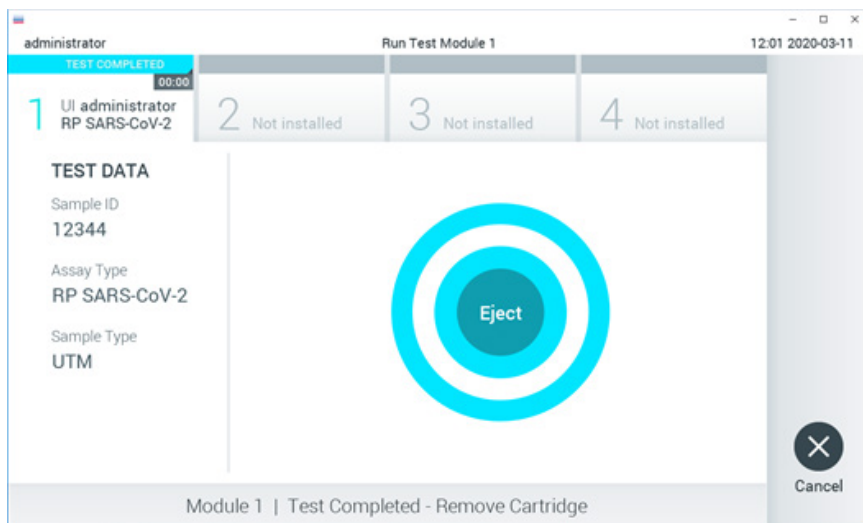 administrator Run Test Module 1 12:01 2020-03-11
TEST COMPLETED
00:00
1 UI administrator
RP SARS-CoV-2
2 Not installed
3 Not installed
4 Not installed
TEST DATA
Sample ID
12344
Assay Type
RP SARS-CoV-2
Sample Type
UTM
Eject
Cancel
Module 1 | Test Completed - Remove Cartridge